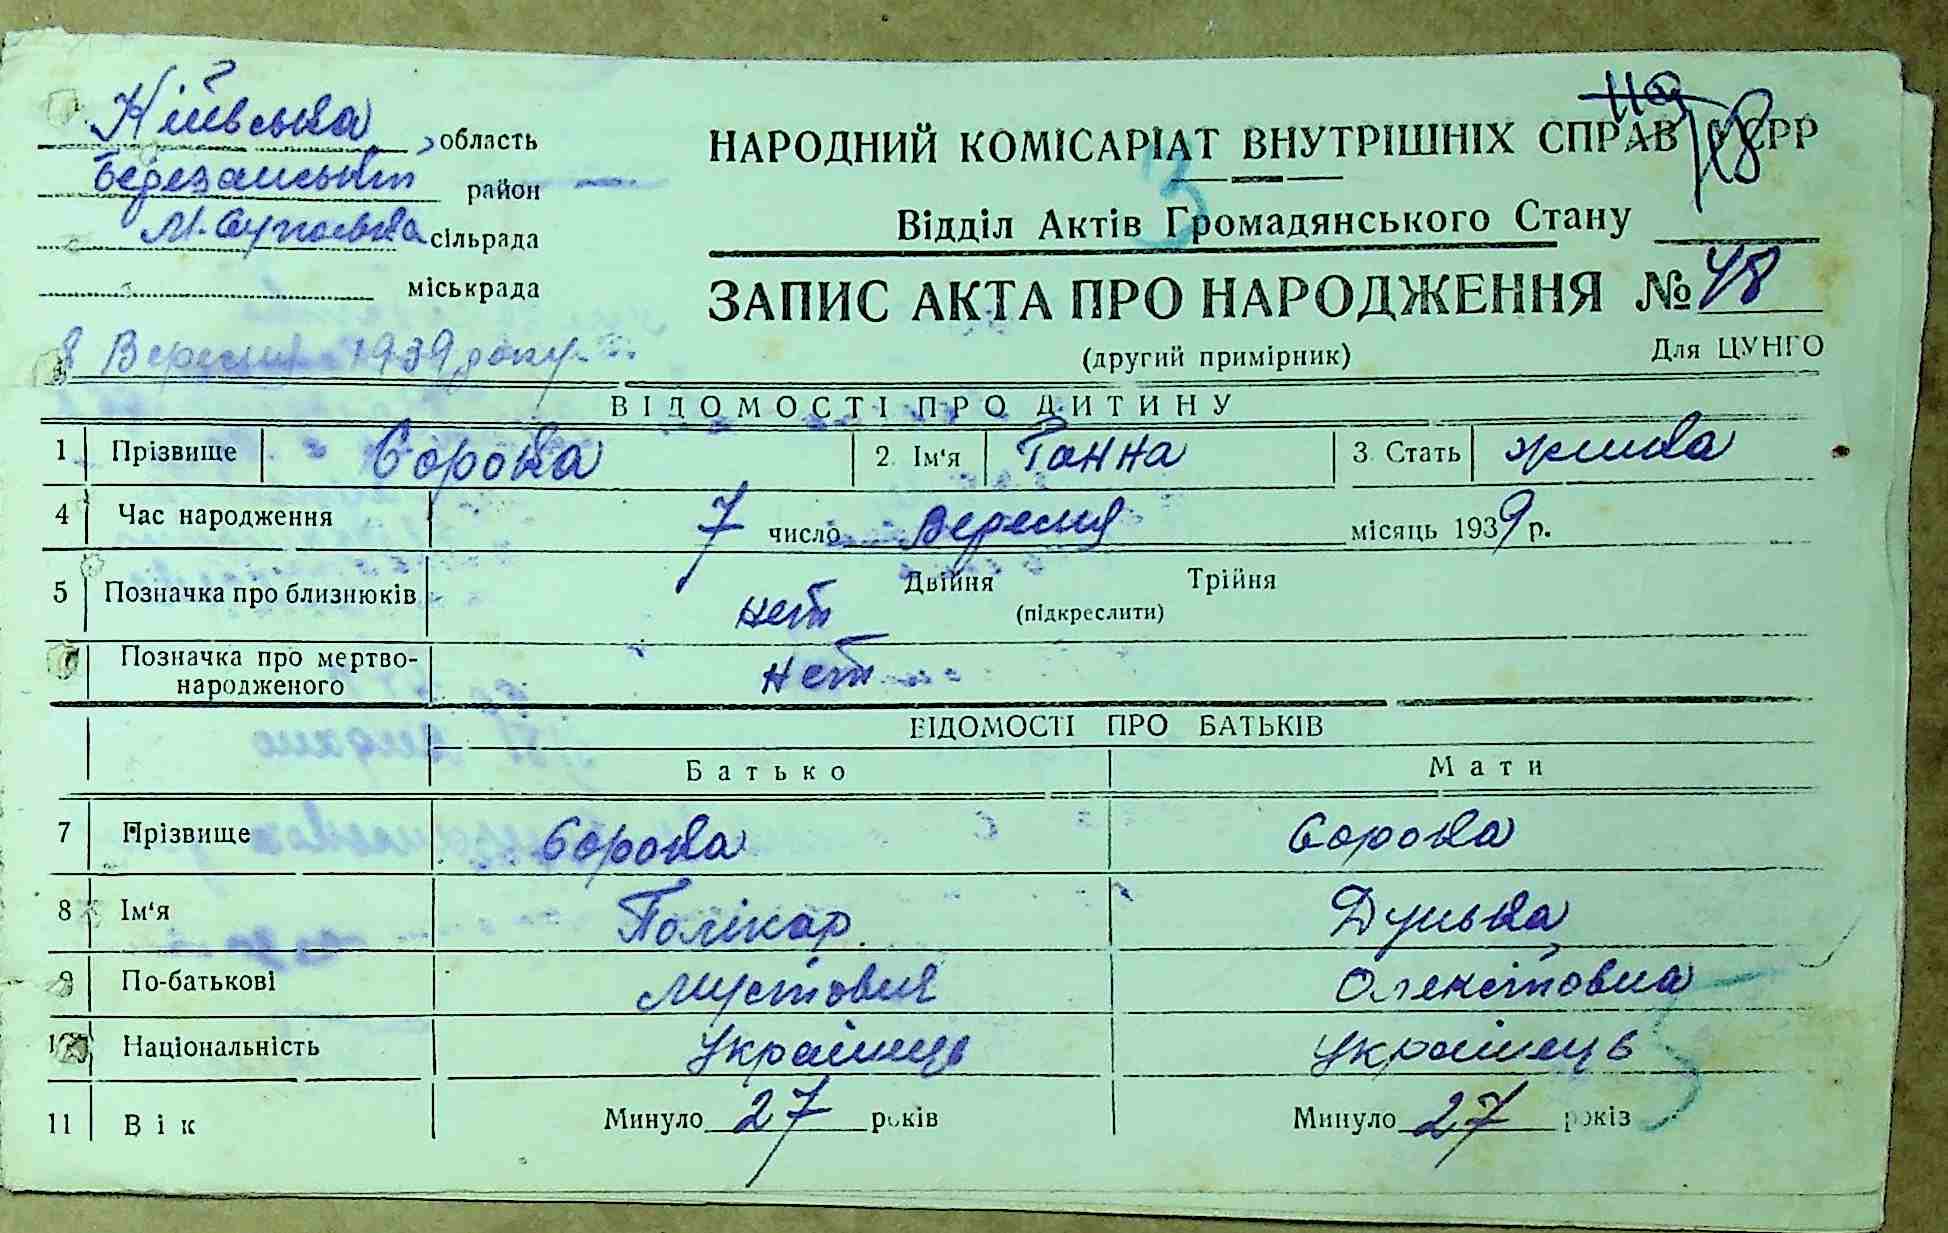 Київська область
Березанський район
М-Супоївка сільрада
міськрада
8 Вересня 1939 року.
118
НАРОДНИЙ КОМІСАРІАТ ВНУТРІШНІХ СПРАВ УСРР
Відділ Актів Громадянського Стану
ЗАПИС АКТА ПРО НАРОДЖЕННЯ № 48
(другий примірник) Для ЦУНГО
ВІДОМОСТІ ПРО ДИТИНУ
1 Прізвище Сорока 2. Ім'я Ганна 3. Стать жінка
4 Час народження 7 число Вересня місяць 1939 р.
5 Позначка про близнюків нет Двійня Трійня
(підкреслити)
Позначка про мертво-
народженого нет
ВІДОМОСТІ ПРО БАТЬКІВ
Батько Мати
7 Прізвище Сорока Сорока
8 Ім'я Полікар Дунька
9 По-батькові Олексіовна
10 Національність Українець Українець
11 Вік Минуло 27 років Минуло 27 років